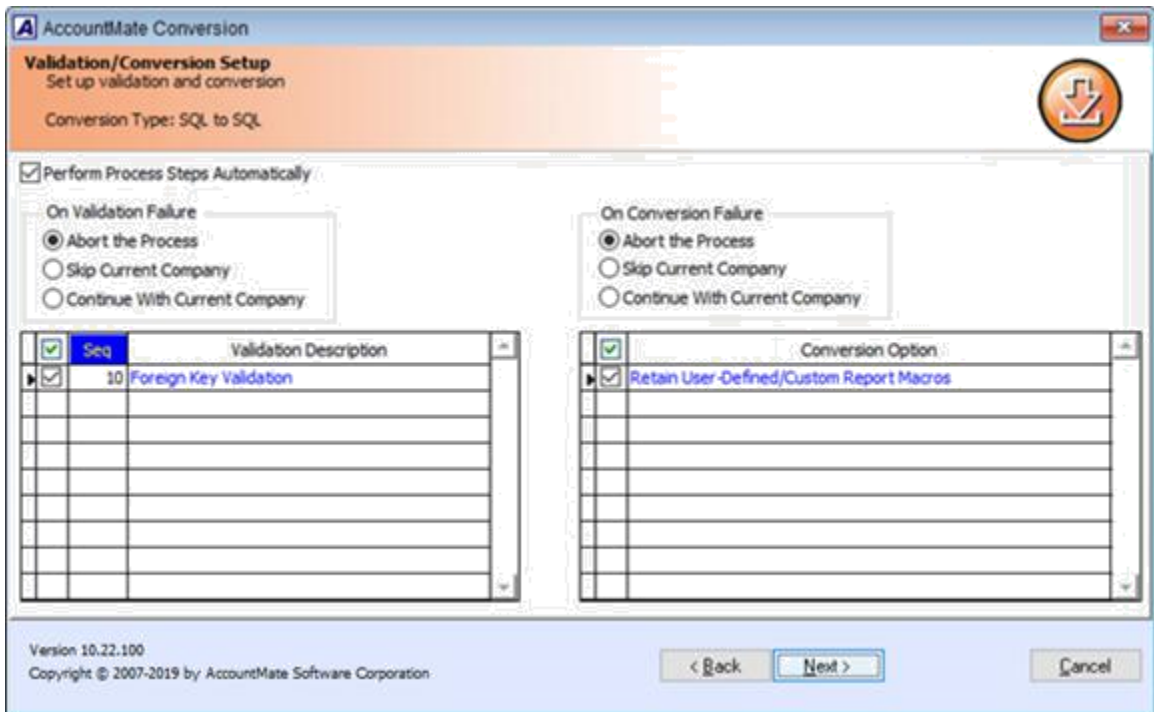 AccountMate Conversion
Validation/Conversion Setup
Set up validation and conversion
Conversion Type: SQL to SQL
Perform Process Steps Automatically
On Validation Failure
Abort the Process
Skip Current Company
Continue With Current Company
On Conversion Failure
Abort the Process
Skip Current Company
Continue With Current Company
Seq Validation Description
10 Foreign Key Validation
Conversion Option
Retain User-Defined/Custom Report Macros
Version 10.22.100
Copyright © 2007-2019 by AccountMate Software Corporation
< Back Next > Cancel